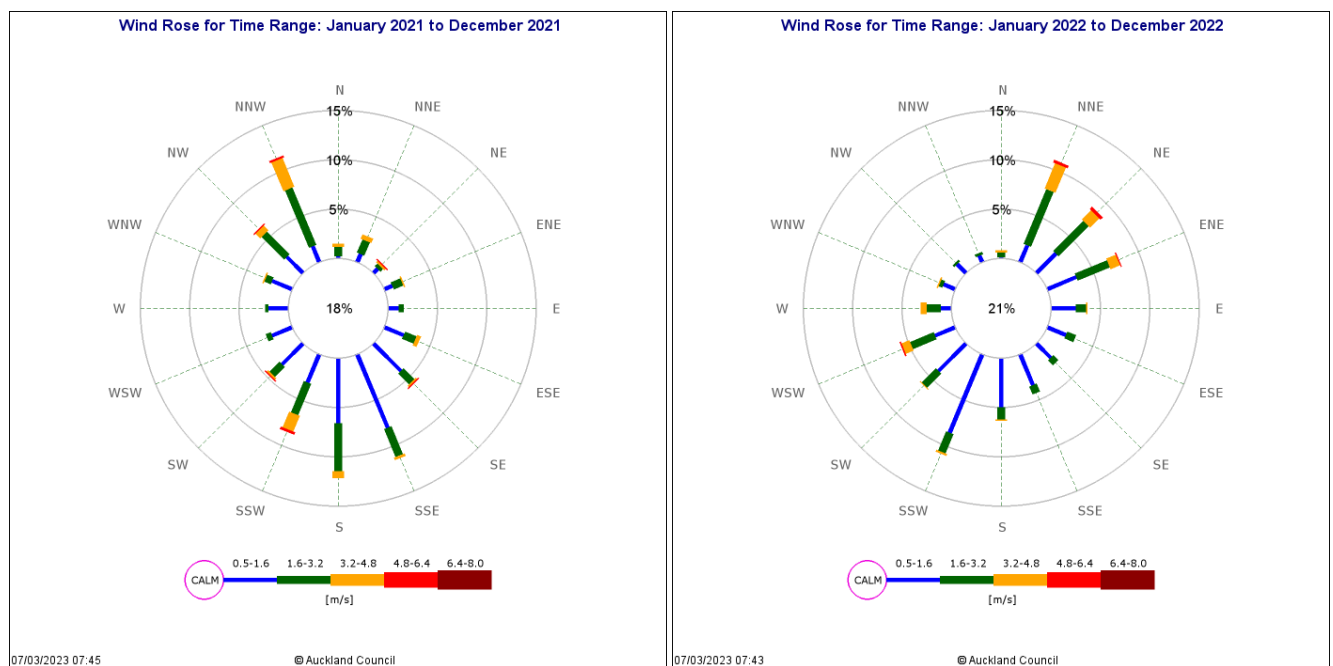 Wind Rose for Time Range: January 2021 to December 2021
N
NNW
15%
NNE
NW
10%
NE
WNW
5%
ENE
W
18%
E
WSW
ESE
SW
SE
SSW
SSE
S
0.5-1.6 1.6-3.2 3.2-4.8 4.8-6.4 6.4-8.0
CALM
[m/s]
07/03/2023 07:45 © Auckland Council
Wind Rose for Time Range: January 2022 to December 2022
N
NNW
15%
NNE
NW
10%
NE
WNW
5%
ENE
W
21%
E
WSW
ESE
SW
SE
SSW
SSE
S
0.5-1.6 1.6-3.2 3.2-4.8 4.8-6.4 6.4-8.0
CALM
[m/s]
07/03/2023 07:43 © Auckland Council